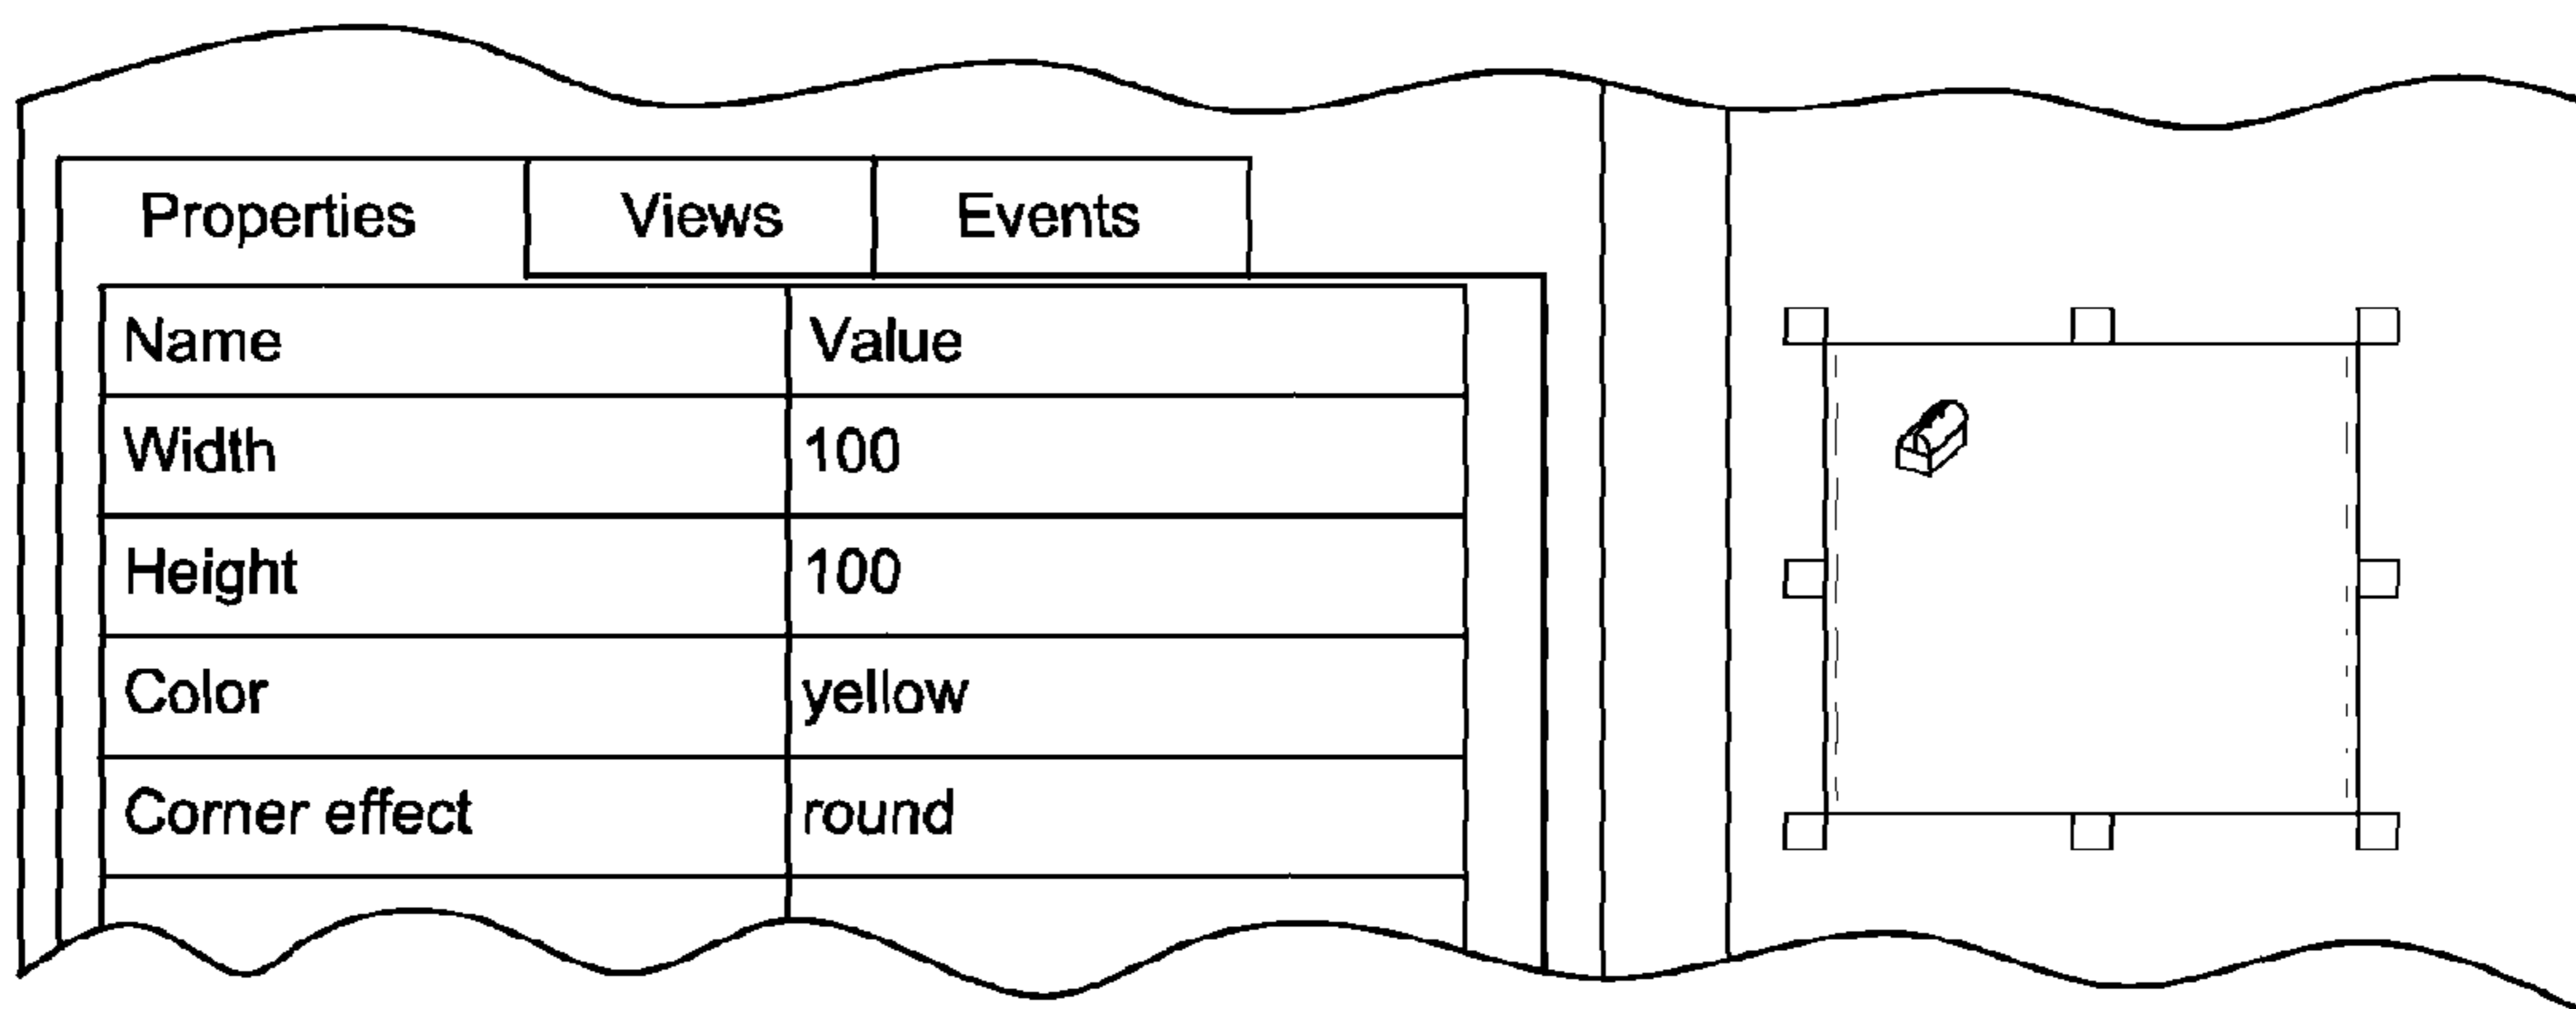 Properties Views Events
Name Value
Width 100
Height 100
Color yellow
Corner effect round